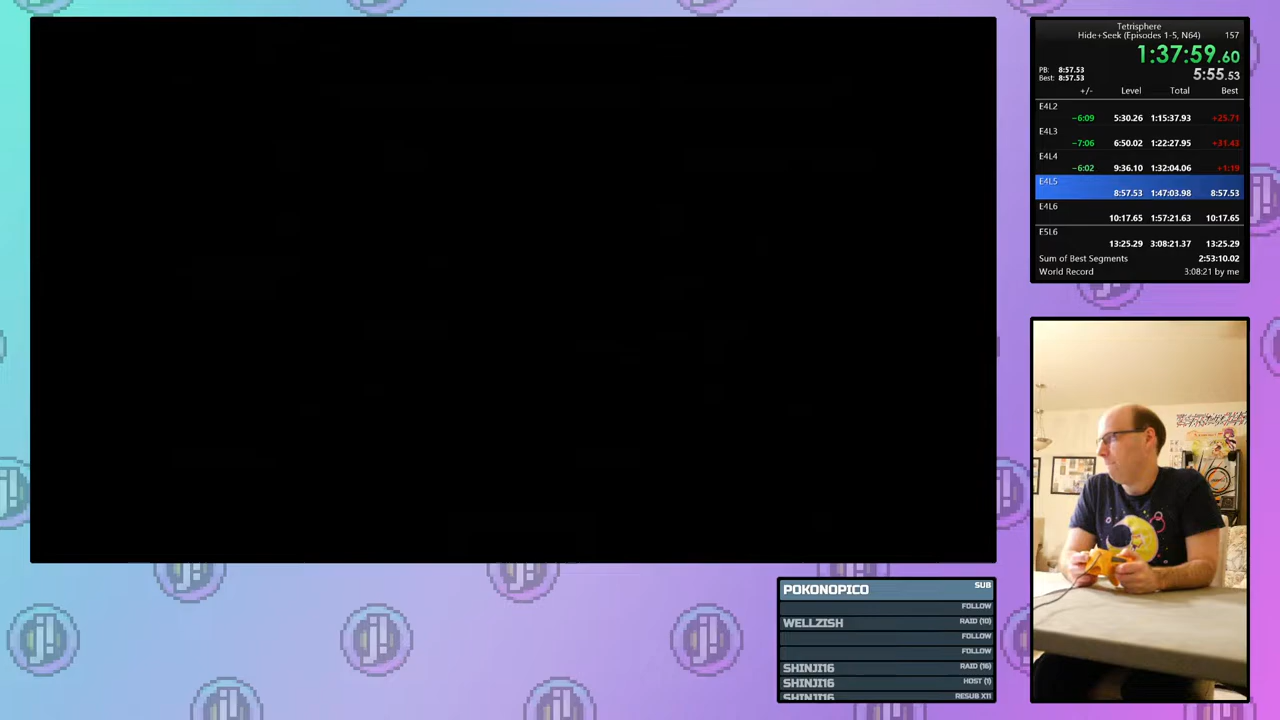 Tetrisphere
Hide+Seek (Episodes 1-5, N64) 157
1:37:59.60
PB: 8:57.53
Best: 8:57.53
5:55.53
+/- Level Total Best
E4L2
−6:09 5:30.26 1:15:37.93 +25.71
E4L3
−7:06 6:50.02 1:22:27.95 +31.43
E4L4
−6:02 9:36.10 1:32:04.06 +1:19
E4L5
8:57.53 1:47:03.98 8:57.53
E4L6
10:17.65 1:57:21.63 10:17.65
E5L6
13:25.29 3:08:21.37 13:25.29
Sum of Best Segments 2:53:10.02
World Record 3:08:21 by me
POKONOPICO SUB
FOLLOW
WELLZISH RAID (10)
FOLLOW
FOLLOW
SHINJI16 RAID (16)
SHINJI16 HOST (1)
SHINJI16 RESUB X11